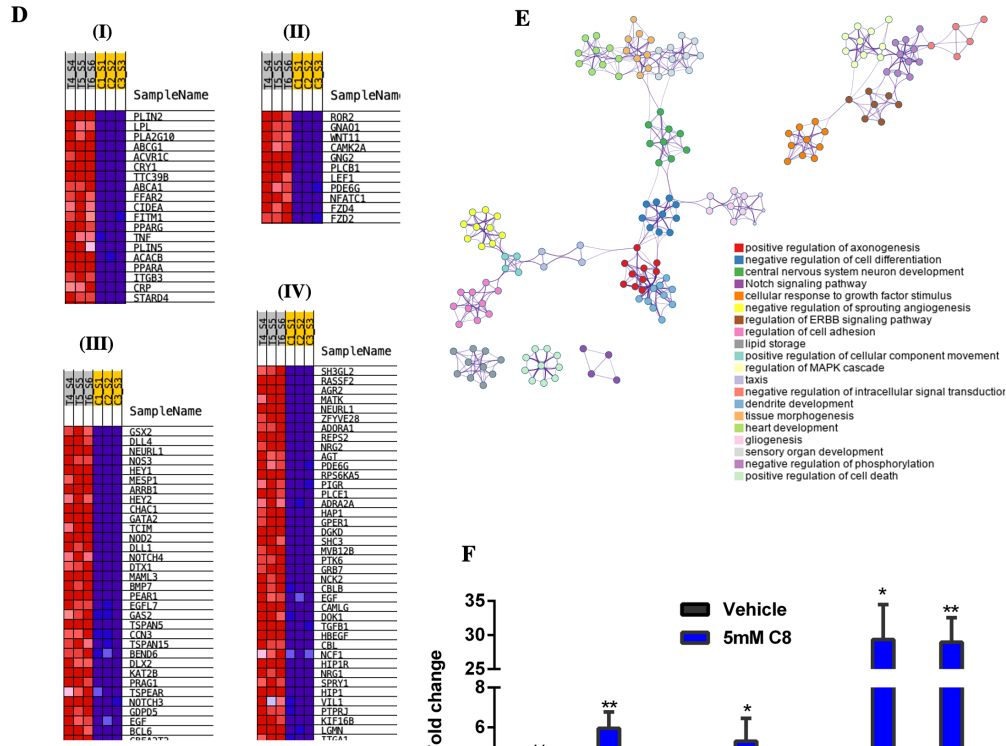 D
(I)
T4_S4
T5_S5
T6_S6
C1_S1
C2_S2
C3_S3
SampleName
PLIN2
LPL
PLA2G10
ABCG1
ACVR1C
CRY1
TTC39B
ABCA1
FFAR2
CIDEA
FITM1
PPARG
TNF
PLIN5
ACACB
PPARA
ITGB3
CRP
STARD4
(II)
T4_S4
T5_S5
T6_S6
C1_S1
C2_S2
C3_S3
SampleName
ROR2
GNAO1
WNT11
CAMK2A
GNG2
PLCB1
LEF1
PDE6G
NFATC1
FZD4
FZD2
(III)
T4_S4
T5_S5
T6_S6
C1_S1
C2_S2
C3_S3
SampleName
GSX2
DLL4
NEURL1
NOS3
HEY1
MESP1
ARRB1
HEY2
CHAC1
GATA2
TCIM
NOD2
DLL1
NOTCH4
DTX1
MAML3
BMP7
PEAR1
EGFL7
GAS2
TSPAN5
CCN3
TSPAN15
BEND6
DLX2
KAT2B
PRAG1
TSPEAR
NOTCH3
GDPD5
EGF
BCL6
(IV)
T4_S4
T5_S5
T6_S6
C1_S1
C2_S2
C3_S3
SampleName
SH3GL2
RASSF2
AGR2
MATK
NEURL1
ZFYVE28
ADORA1
REPS2
NRG2
AGT
PDE6G
RPS6KA5
PIGR
PLCE1
ADRA2A
HAP1
GPER1
DGKD
SHC3
MVB12B
PTK6
GRB7
NCK2
CBLB
EGF
CAMLG
DOK1
TGFB1
HBEGF
CBL
NCF1
HIP1R
NRG1
SPRY1
HIP1
VIL1
PTPRJ
KIF16B
LGMN
ITGA1
E
positive regulation of axonogenesis
negative regulation of cell differentiation
central nervous system neuron development
Notch signaling pathway
cellular response to growth factor stimulus
negative regulation of sprouting angiogenesis
regulation of ERBB signaling pathway
regulation of cell adhesion
lipid storage
positive regulation of cellular component movement
regulation of MAPK cascade
taxis
negative regulation of intracellular signal transduction
dendrite development
tissue morphogenesis
heart development
gliogenesis
sensory organ development
negative regulation of phosphorylation
positive regulation of cell death
F
Vehicle
5mM C8
35
30
25
8
6
Fold change
**
*
*
**